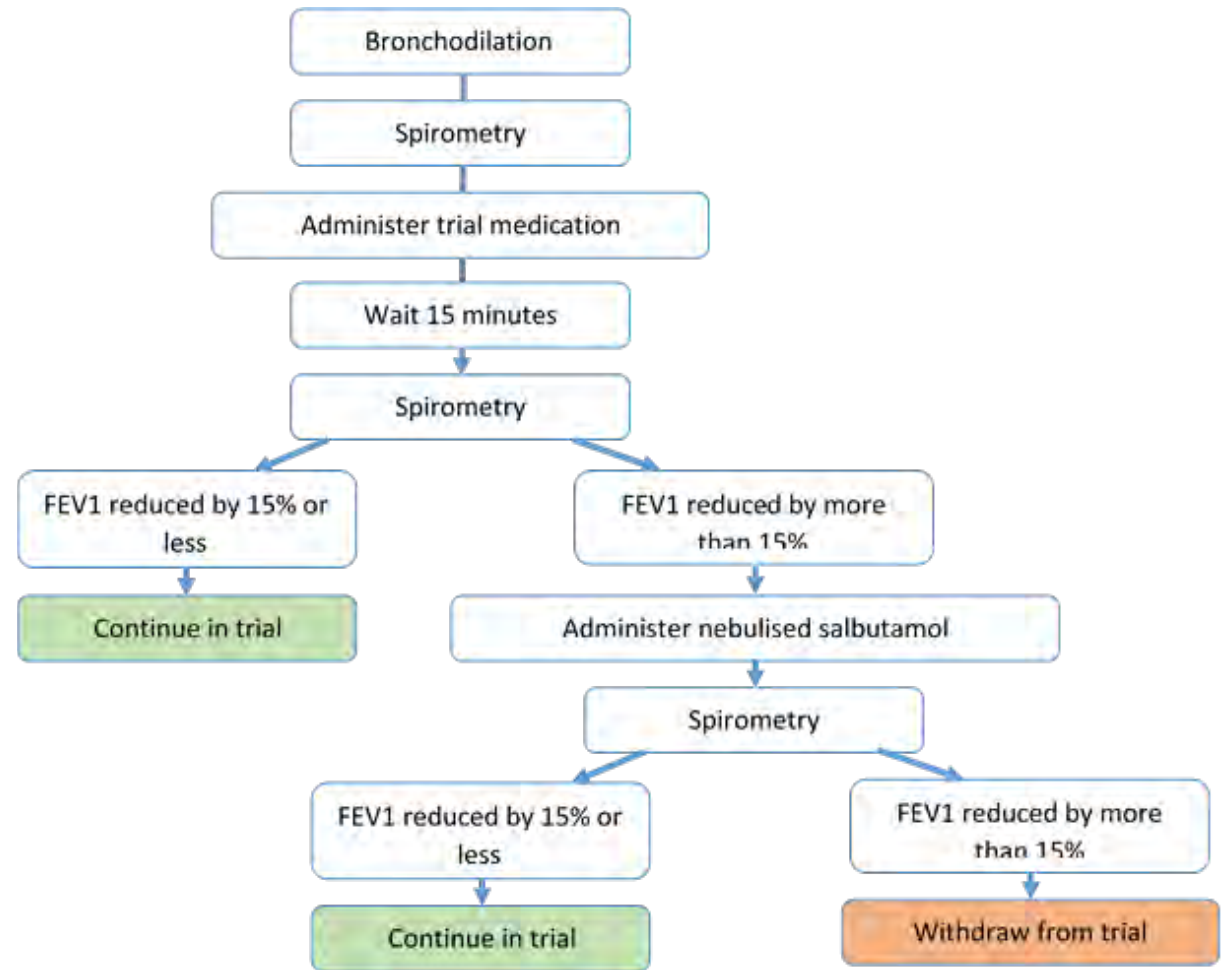 Bronchodilation
Spirometry
Administer trial medication
Wait 15 minutes
Spirometry
FEV1 reduced by 15% or
less
FEV1 reduced by more
than 15%
Continue in trial
Administer nebulised salbutamol
Spirometry
FEV1 reduced by 15% or
less
FEV1 reduced by more
than 15%
Continue in trial
Withdraw from trial